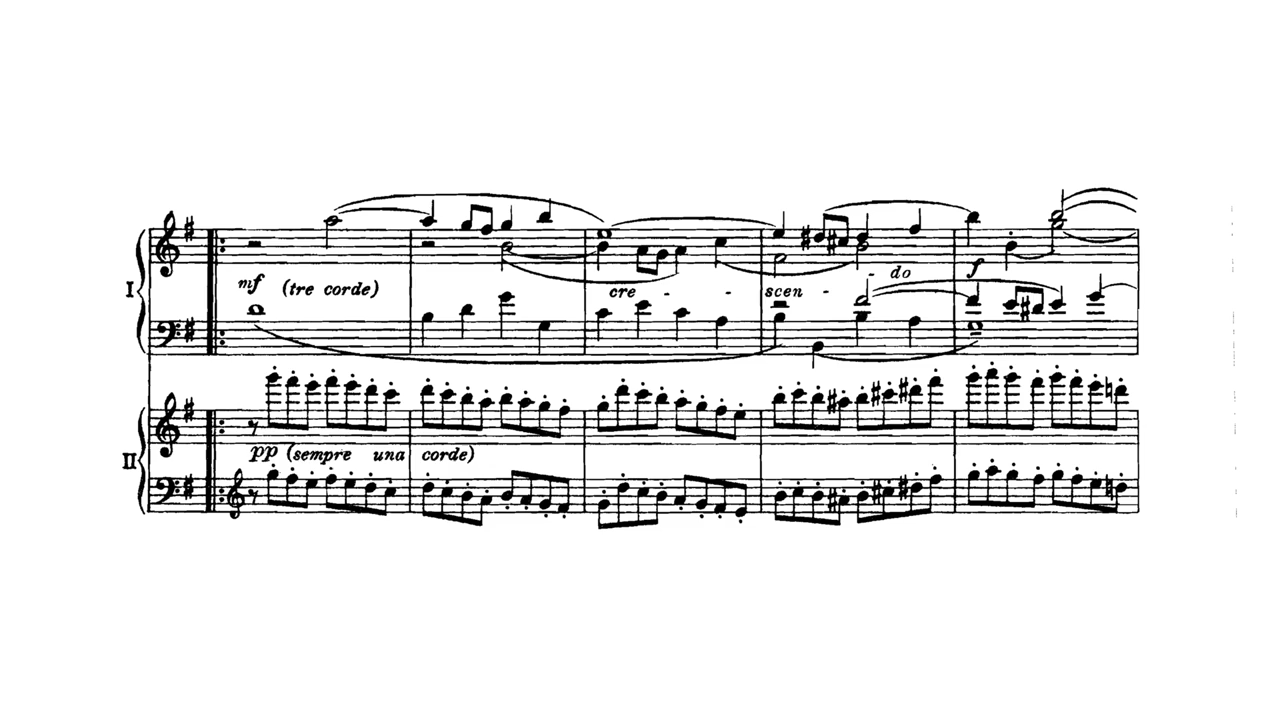 do
I mf (tre corde) cre - - scen - - f
II pp (sempre una corde)